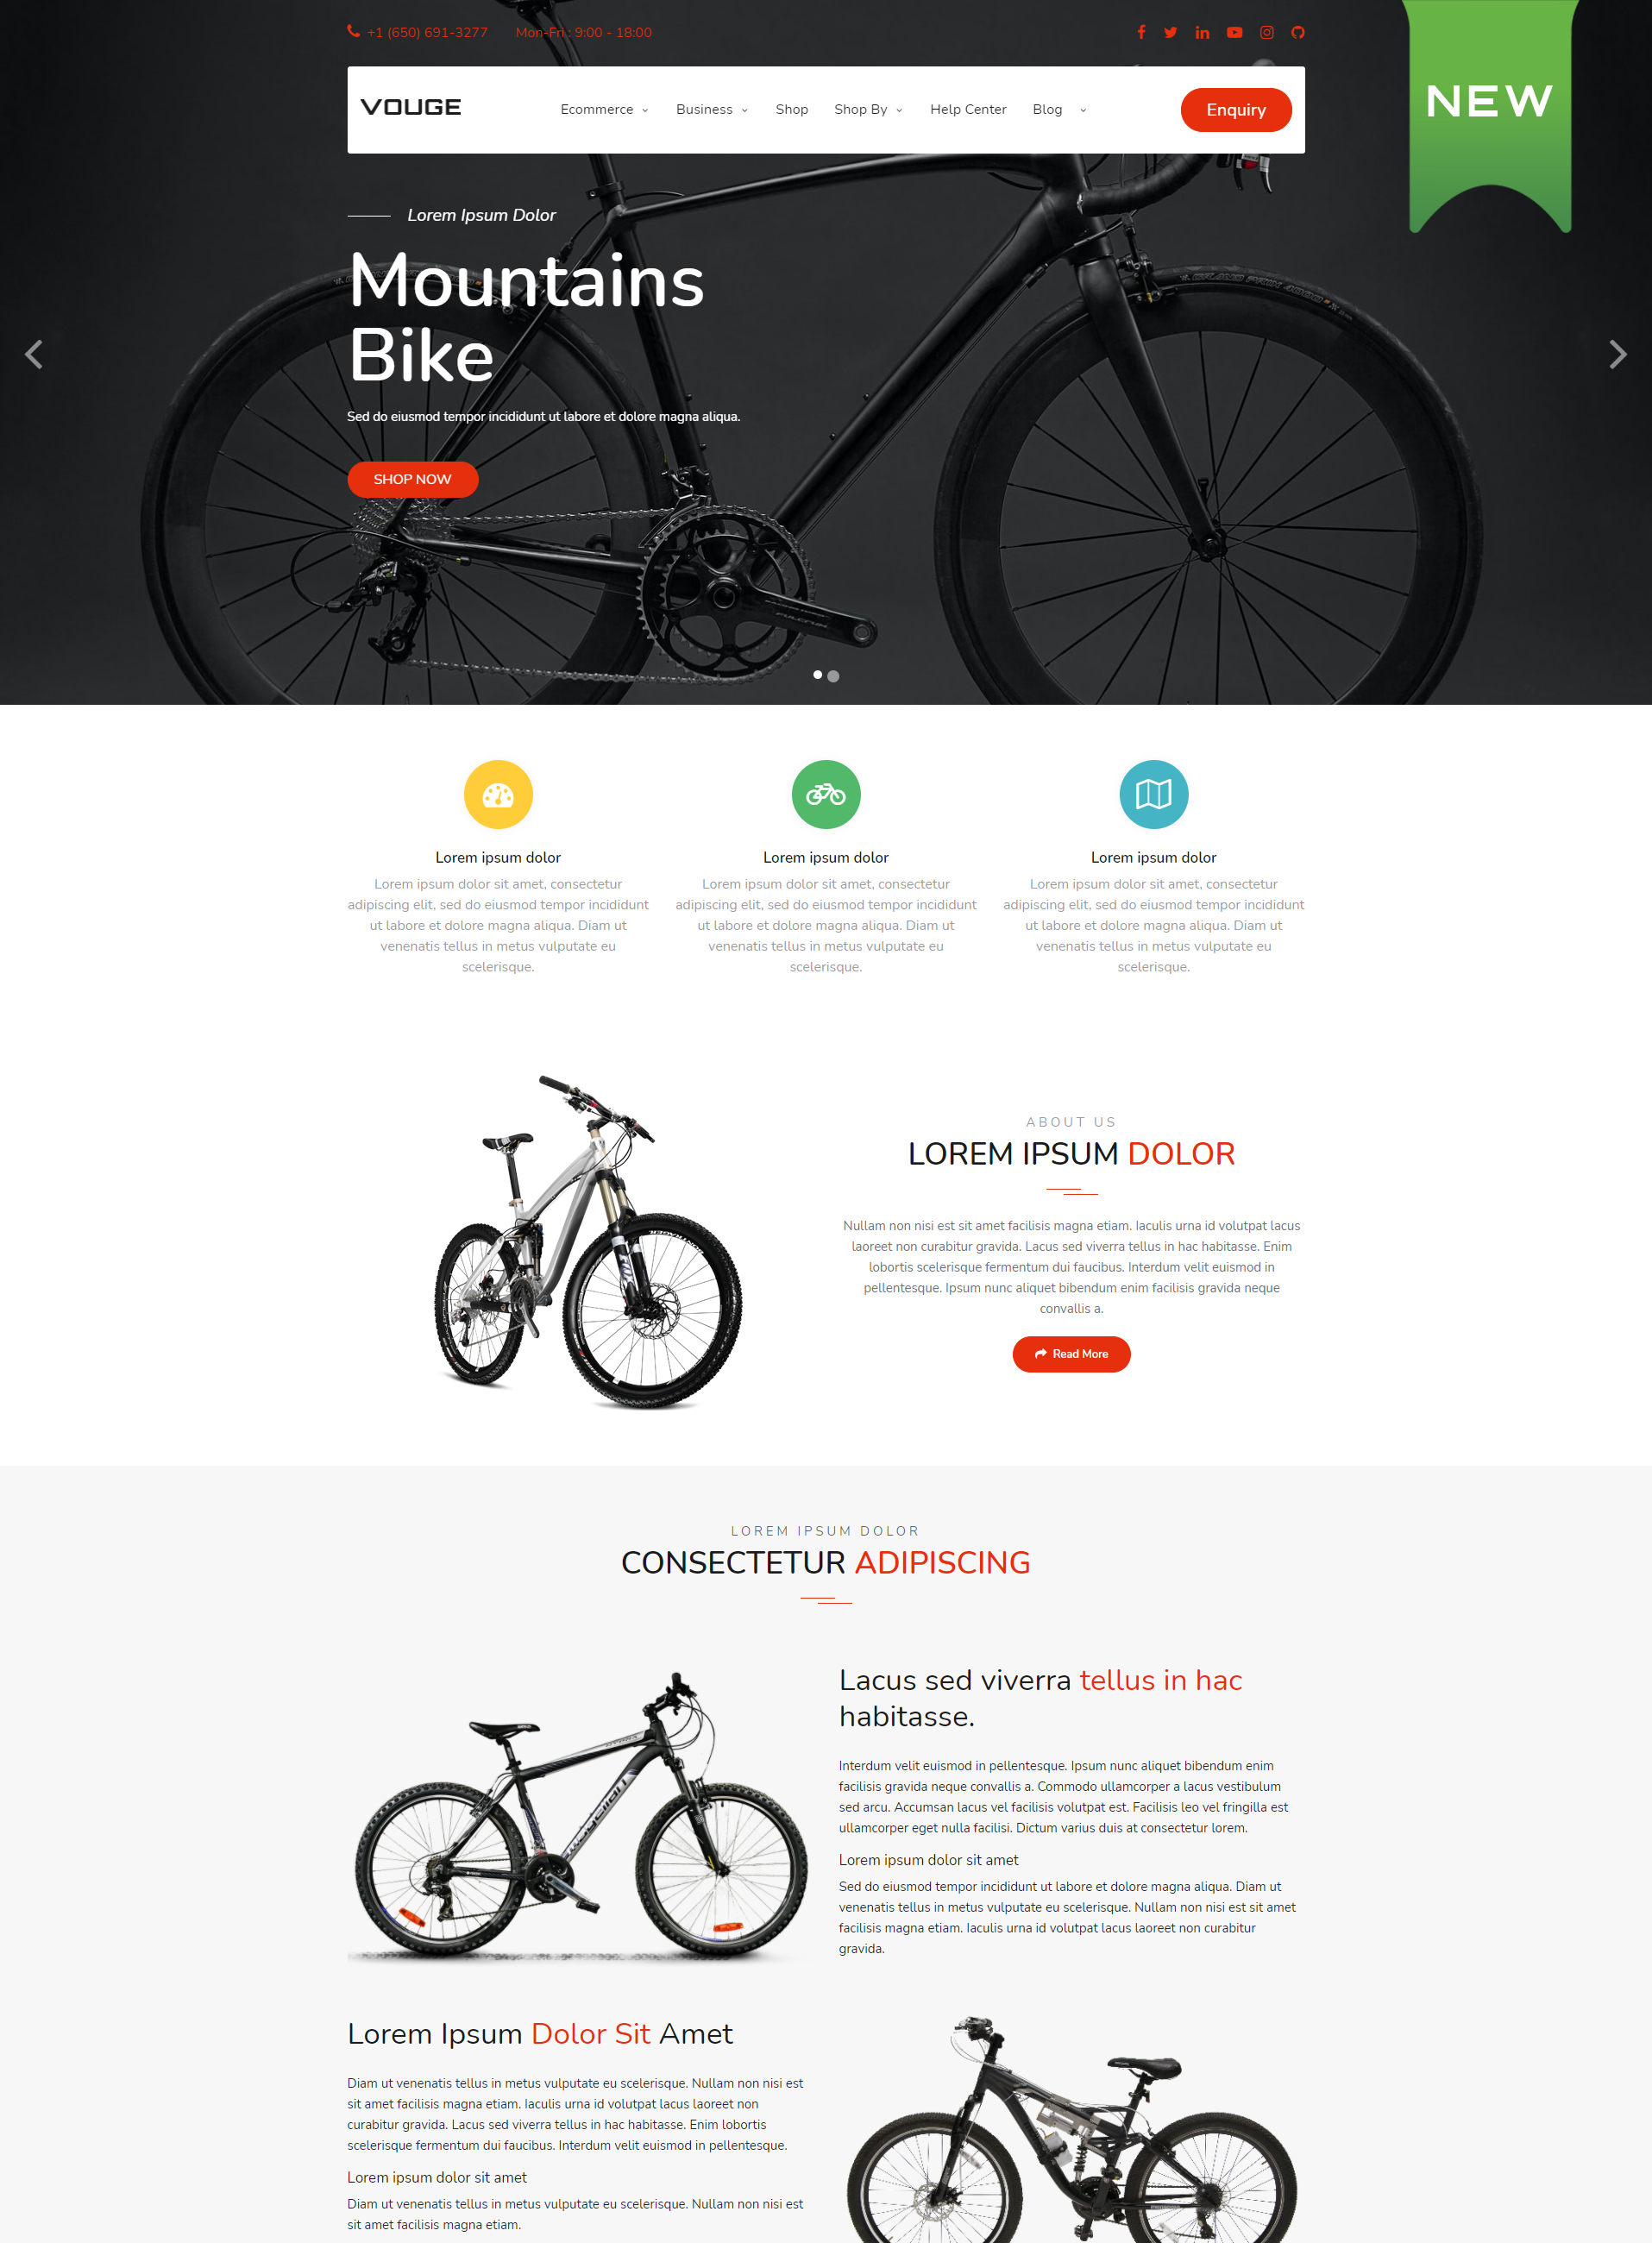 +1 (650) 691-3277 Mon-Fri : 9:00 - 18:00
NEW
VOUGE Ecommerce Business Shop Shop By Help Center Blog Enquiry
Lorem Ipsum Dolor
Mountains
Bike
Sed do eiusmod tempor incididunt ut labore et dolore magna aliqua.
SHOP NOW
Lorem ipsum dolor
Lorem ipsum dolor sit amet, consectetur
adipiscing elit, sed do eiusmod tempor incididunt
ut labore et dolore magna aliqua. Diam ut
venenatis tellus in metus vulputate eu
scelerisque.
Lorem ipsum dolor
Lorem ipsum dolor sit amet, consectetur
adipiscing elit, sed do eiusmod tempor incididunt
ut labore et dolore magna aliqua. Diam ut
venenatis tellus in metus vulputate eu
scelerisque.
Lorem ipsum dolor
Lorem ipsum dolor sit amet, consectetur
adipiscing elit, sed do eiusmod tempor incididunt
ut labore et dolore magna aliqua. Diam ut
venenatis tellus in metus vulputate eu
scelerisque.
ABOUT US
LOREM IPSUM DOLOR
Nullam non nisi est sit amet facilisis magna etiam. Iaculis urna id volutpat lacus
laoreet non curabitur gravida. Lacus sed viverra tellus in hac habitasse. Enim
lobortis scelerisque fermentum dui faucibus. Interdum velit euismod in
pellentesque. Ipsum nunc aliquet bibendum enim facilisis gravida neque
convallis a.
Read More
LOREM IPSUM DOLOR
CONSECTETUR ADIPISCING
Lacus sed viverra tellus in hac
habitasse.
Interdum velit euismod in pellentesque. Ipsum nunc aliquet bibendum enim
facilisis gravida neque convallis a. Commodo ullamcorper a lacus vestibulum
sed arcu. Accumsan lacus vel facilisis volutpat est. Facilisis leo vel fringilla est
ullamcorper eget nulla facilisi. Dictum varius duis at consectetur lorem.
Lorem ipsum dolor sit amet
Sed do eiusmod tempor incididunt ut labore et dolore magna aliqua. Diam ut
venenatis tellus in metus vulputate eu scelerisque. Nullam non nisi est sit amet
facilisis magna etiam. Iaculis urna id volutpat lacus laoreet non curabitur
gravida.
Lorem Ipsum Dolor Sit Amet
Diam ut venenatis tellus in metus vulputate eu scelerisque. Nullam non nisi est
sit amet facilisis magna etiam. Iaculis urna id volutpat lacus laoreet non
curabitur gravida. Lacus sed viverra tellus in hac habitasse. Enim lobortis
scelerisque fermentum dui faucibus. Interdum velit euismod in pellentesque.
Lorem ipsum dolor sit amet
Diam ut venenatis tellus in metus vulputate eu scelerisque. Nullam non nisi est
sit amet facilisis magna etiam.